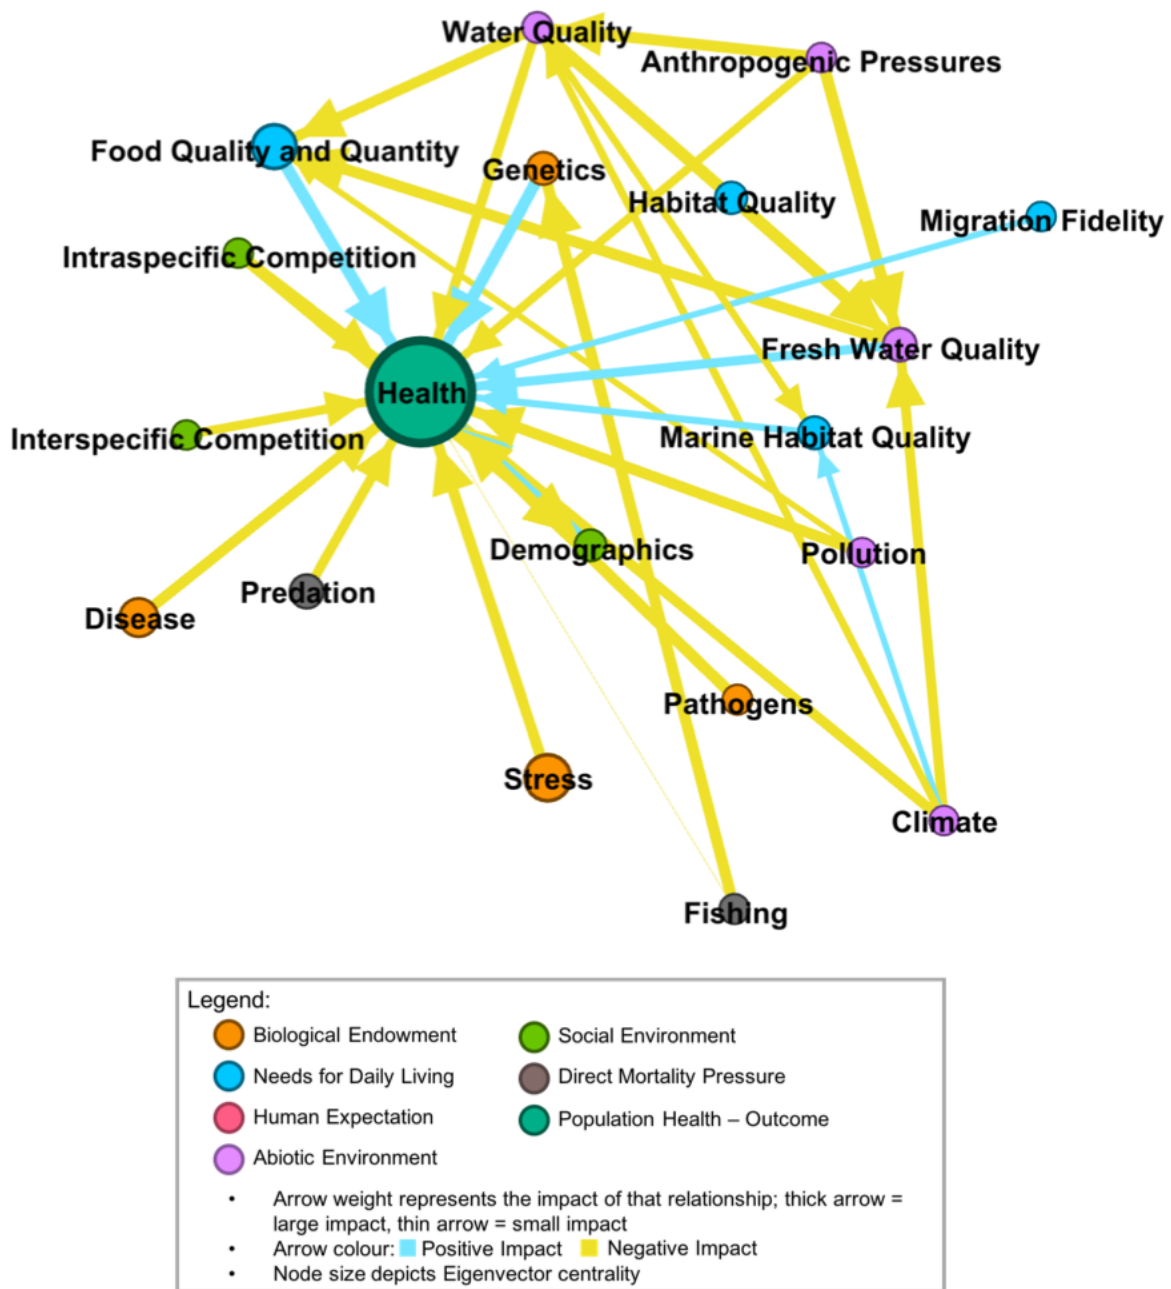 Water Quality
Anthropogenic Pressures
Food Quality and Quantity
Genetics
Habitat Quality
Migration Fidelity
Intraspecific Competition
Fresh Water Quality
Health
Interspecific Competition
Marine Habitat Quality
Demographics
Pollution
Predation
Disease
Pathogens
Stress
Climate
Fishing
Legend:
Biological Endowment
Social Environment
Needs for Daily Living
Direct Mortality Pressure
Human Expectation
Population Health – Outcome
Abiotic Environment
• Arrow weight represents the impact of that relationship; thick arrow =
large impact, thin arrow = small impact
• Arrow colour: Positive Impact Negative Impact
• Node size depicts Eigenvector centrality